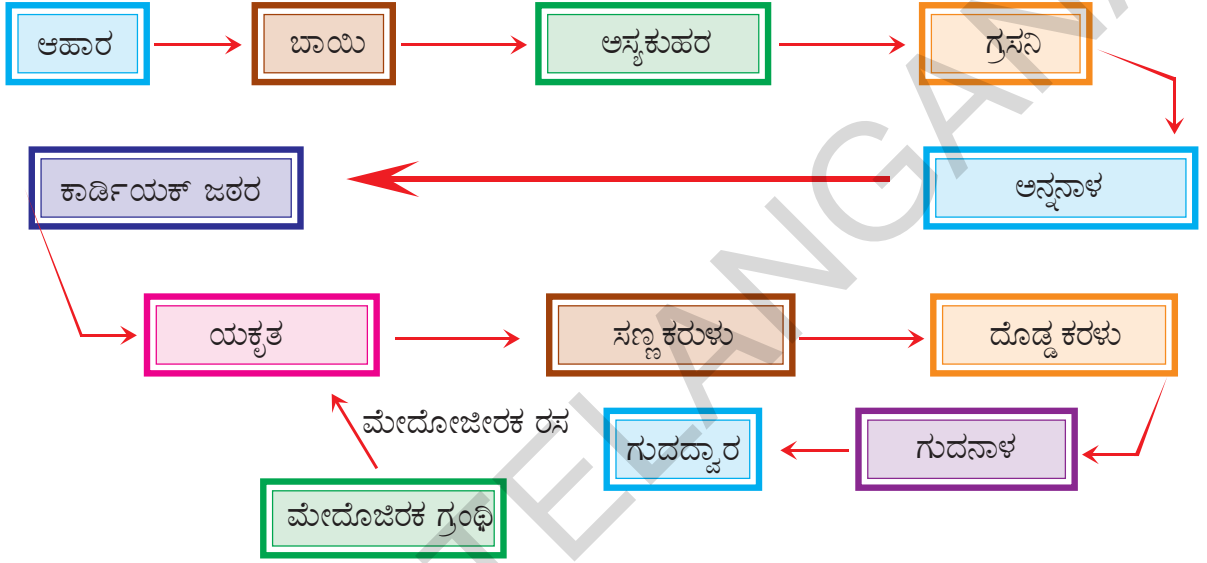 ಆಹಾರ
ಬಾಯಿ
ಅಸ್ಯಕುಹರ
ಗ್ರಸನಿ
ಅನ್ನನಾಳ
ಕಾರ್ಡಿಯಕ್ ಜಠರ
ಯಕೃತ
ಸಣ್ಣ ಕರುಳು
ದೊಡ್ಡ ಕರಳು
ಗುದನಾಳ
ಗುದದ್ವಾರ
ಮೇದೋಜೀರಕ ರಸ
ಮೇದೊಜಿರಕ ಗ್ರಂಥಿ
TELANGANA